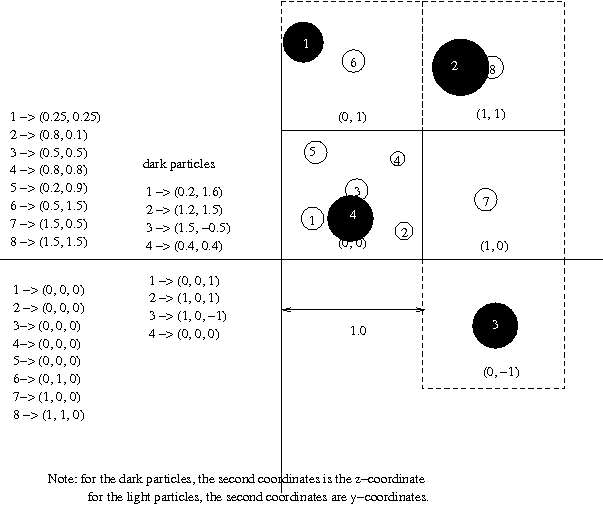 1
6
2
8
(0, 1)
(1, 1)
1 −> (0.25, 0.25)
2 −> (0.8, 0.1)
3 −> (0.5, 0.5)
4 −> (0.8, 0.8)
5 −> (0.2, 0.9)
6 −> (0.5, 1.5)
7 −> (1.5, 0.5)
8 −> (1.5, 1.5)
dark particles
1 −> (0.2, 1.6)
2 −> (1.2, 1.5)
3 −> (1.5, −0.5)
4 −> (0.4, 0.4)
5
4
3
1
4
2
7
(0, 0)
(1, 0)
1 −> (0, 0, 0)
2 −> (0, 0, 0)
3−> (0, 0, 0)
4−> (0, 0, 0)
5−> (0, 0, 0)
6−> (0, 1, 0)
7−> (1, 0, 0)
8 −> (1, 1, 0)
1 −> (0, 0, 1)
2 −> (1, 0, 1)
3 −> (1, 0, −1)
4 −> (0, 0, 0)
1.0
3
(0, −1)
Note: for the dark particles, the second coordinates is the z−coordinate
for the light particles, the second coordinates are y−coordinates.